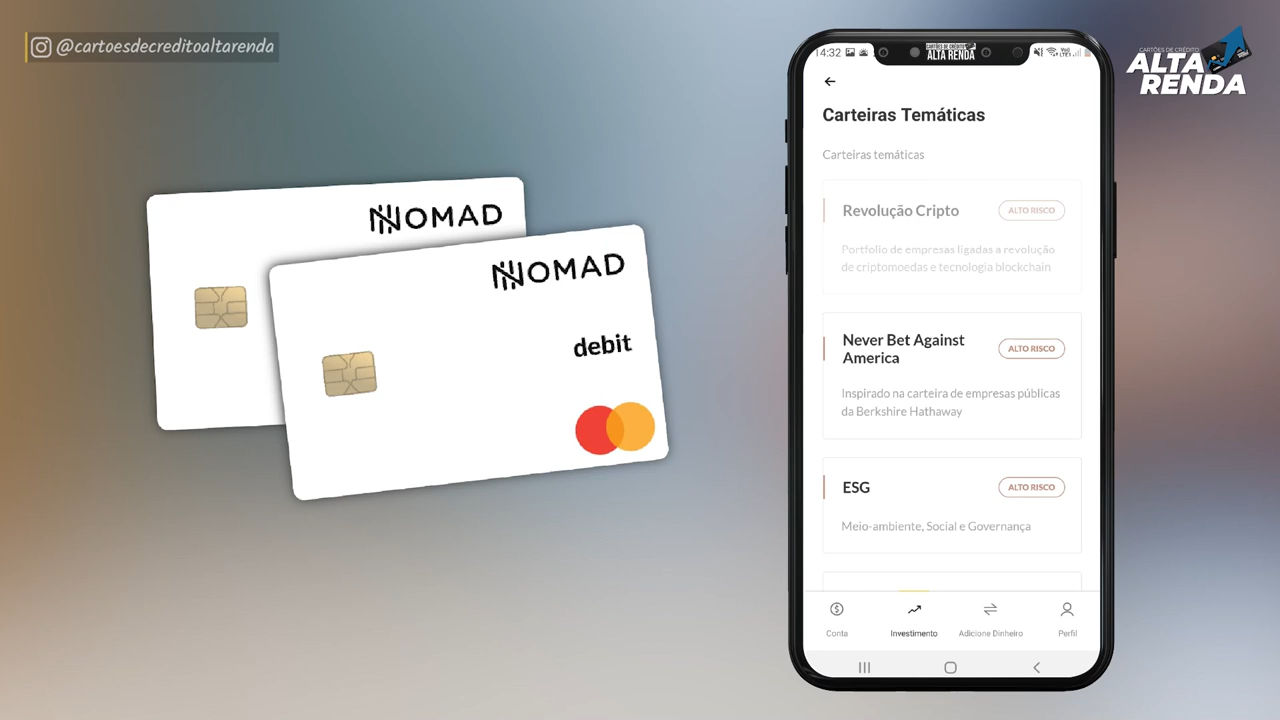 @cartoesdecreditoaltarenda
NOMAD
NOMAD
debit
14:32
CARTÕES DE CRÉDITO
ALTA RENDA
Carteiras Temáticas
Carteiras temáticas
Revolução Cripto
ALTO RISCO
Portfolio de empresas ligadas a revolução
de criptomoedas e tecnologia blockchain
Never Bet Against
America
ALTO RISCO
Inspirado na carteira de empresas públicas
da Berkshire Hathaway
ESG
ALTO RISCO
Meio-ambiente, Social e Governança
Conta
Investimento
Adicione Dinheiro
Perfil
CARTÕES DE CRÉDITO
ALTA
RENDA